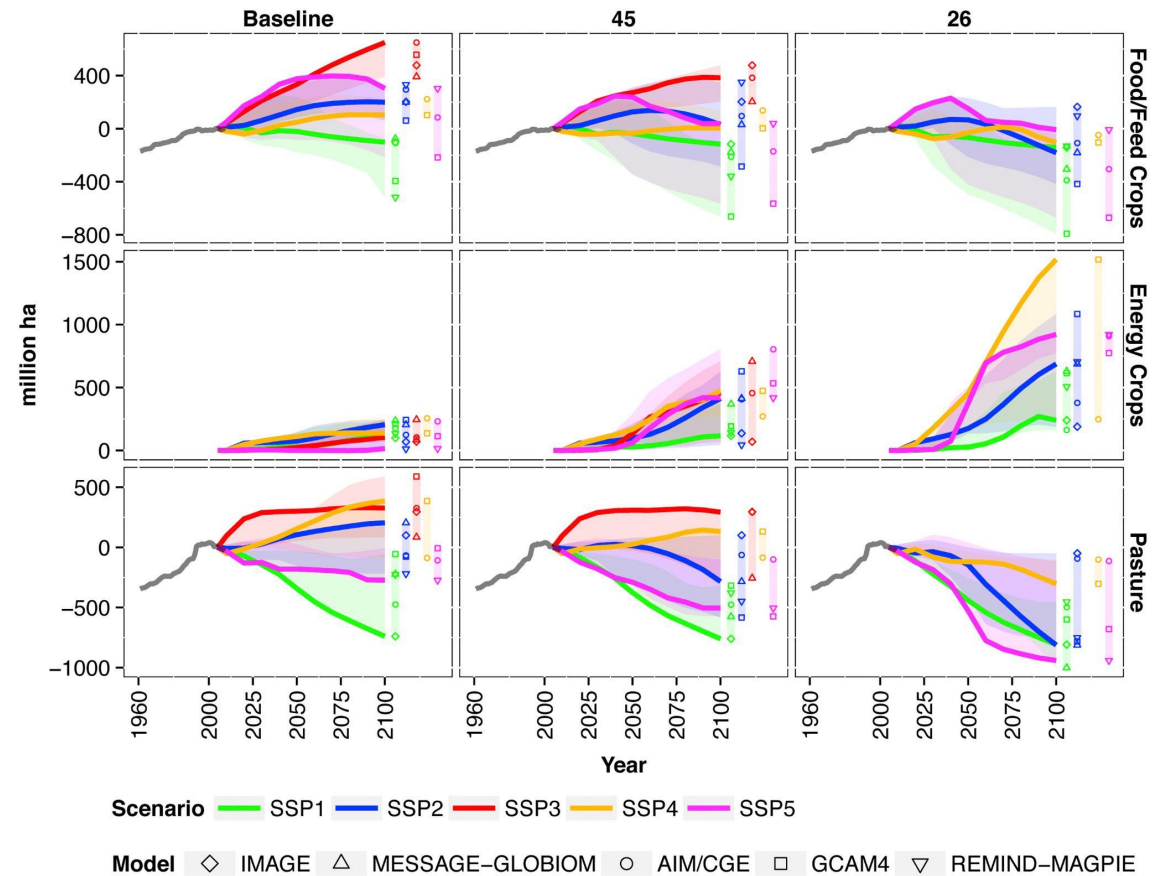 Baseline 45 26
400
0
−400
−800
Food/Feed Crops
1500
1000
500
0
Energy Crops
500
0
−500
−1000
Pasture
million ha
1960 2000 2025 2050 2075 2100 1960 2000 2025 2050 2075 2100 1960 2000 2025 2050 2075 2100
Year
Scenario SSP1 SSP2 SSP3 SSP4 SSP5
Model IMAGE MESSAGE−GLOBIOM AIM/CGE GCAM4 REMIND−MAGPIE